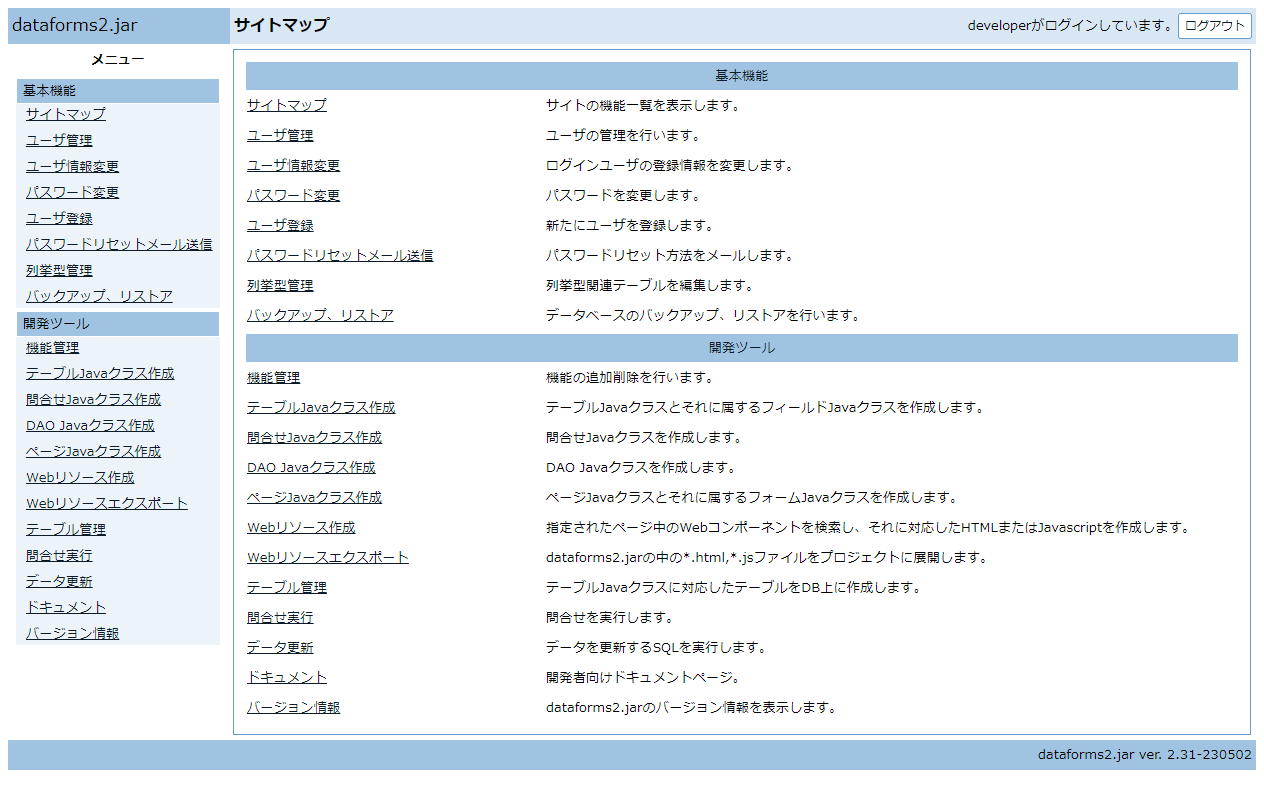 dataforms2.jar
サイトマップ
developerがログインしています。 ログアウト
メニュー
基本機能
サイトマップ
ユーザ管理
ユーザ情報変更
パスワード変更
ユーザ登録
パスワードリセットメール送信
列挙型管理
バックアップ、リストア
開発ツール
機能管理
テーブルJavaクラス作成
問合せJavaクラス作成
DAO Javaクラス作成
ページJavaクラス作成
Webリソース作成
Webリソースエクスポート
テーブル管理
問合せ実行
データ更新
ドキュメント
バージョン情報
基本機能
サイトマップ サイトの機能一覧を表示します。
ユーザ管理 ユーザの管理を行います。
ユーザ情報変更 ログインユーザの登録情報を変更します。
パスワード変更 パスワードを変更します。
ユーザ登録 新たにユーザを登録します。
パスワードリセットメール送信 パスワードリセット方法をメールします。
列挙型管理 列挙型関連テーブルを編集します。
バックアップ、リストア データベースのバックアップ、リストアを行います。
開発ツール
機能管理 機能の追加削除を行います。
テーブルJavaクラス作成 テーブルJavaクラスとそれに属するフィールドJavaクラスを作成します。
問合せJavaクラス作成 問合せJavaクラスを作成します。
DAO Javaクラス作成 DAO Javaクラスを作成します。
ページJavaクラス作成 ページJavaクラスとそれに属するフォームJavaクラスを作成します。
Webリソース作成 指定されたページ中のWebコンポーネントを検索し、それに対応したHTMLまたはJavascriptを作成します。
Webリソースエクスポート dataforms2.jarの中の*.html,*.jsファイルをプロジェクトに展開します。
テーブル管理 テーブルJavaクラスに対応したテーブルをDB上に作成します。
問合せ実行 問合せを実行します。
データ更新 データを更新するSQLを実行します。
ドキュメント 開発者向けドキュメントページ。
バージョン情報 dataforms2.jarのバージョン情報を表示します。
dataforms2.jar ver. 2.31-230502